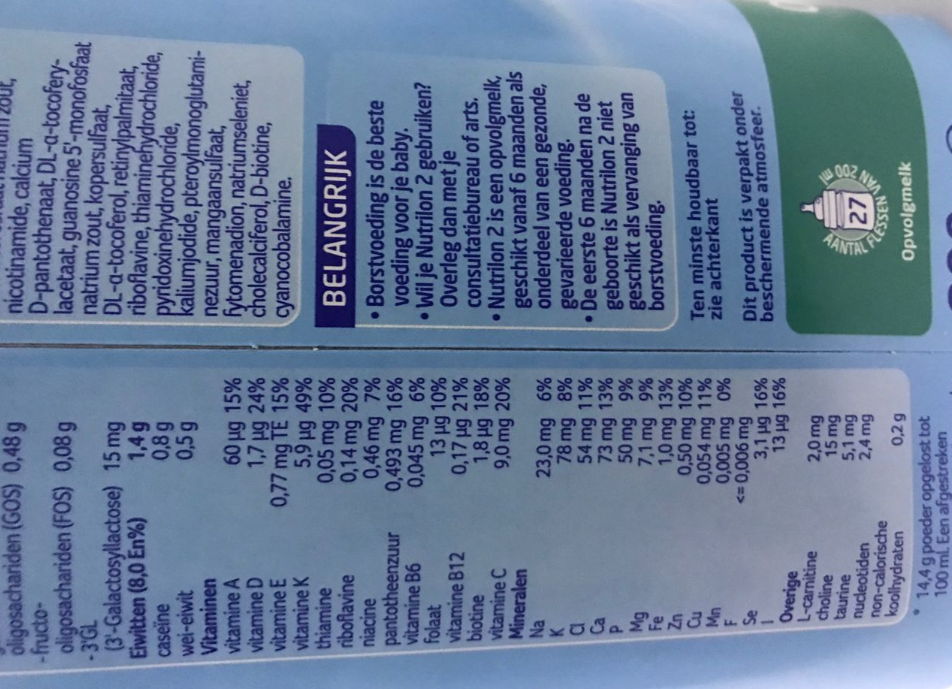 oligosachariden (GOS) 0,48 g
-fructo-
oligosachariden (FOS) 0,08 g
- 3'GL
(3'-Galactosyllactose) 15 mg
Eiwitten (8,0 En%) 1,4 g
caseïne 0,8 g
wei-eiwit 0,5 g
Vitaminen
vitamine A 60 µg 15%
vitamine D 1,7 µg 24%
vitamine E 0,77 mg TE 15%
vitamine K 5,9 µg 49%
thiamine 0,05 mg 10%
riboflavine 0,14 mg 20%
niacine 0,46 mg 7%
pantotheenzuur 0,493 mg 16%
vitamine B6 0,045 mg 6%
folaat 13 µg 10%
vitamine B12 0,17 µg 21%
biotine 1,8 µg 18%
vitamine C 9,0 mg 20%
Mineralen
Na 23,0 mg 6%
K 78 mg 8%
Cl 54 mg 11%
Ca 73 mg 13%
P 50 mg 9%
Mg 7,1 mg 9%
Fe 1,0 mg 13%
Zn 0,50 mg 10%
Cu 0,054 mg 11%
Mn 0,005 mg 0%
F <= 0,006 mg
Se 3,1 µg 16%
I 13 µg 16%
Overige
L-carnitine 2,0 mg
choline 15 mg
taurine 5,1 mg
nucleotiden 2,4 mg
non-calorische
koolhydraten 0,2 g
* 14,4 g poeder opgelost tot
100 ml Een afgestreken
zout,
nicotinamide, calcium
D-pantothenaat, DL-α-tocofery-
lacetaat, guanosine 5'-monofosfaat
natrium zout, kopersulfaat,
DL-α-tocoferol, retinylpalmitaat,
riboflavine, thiaminehydrochloride,
pyridoxinehydrochloride,
kaliumjodide, pteroylmonoglutami-
nezuur, mangaansulfaat,
fytomenadion, natriumseleniet,
cholecalciferol, D-biotine,
cyanocobalamine.
BELANGRIJK
• Borstvoeding is de beste
voeding voor je baby.
• Wil je Nutrilon 2 gebruiken?
Overleg dan met je
consultatiebureau of arts.
• Nutrilon 2 is een opvolgmelk,
geschikt vanaf 6 maanden als
onderdeel van een gezonde,
gevarieerde voeding.
• De eerste 6 maanden na de
geboorte is Nutrilon 2 niet
geschikt als vervanging van
borstvoeding.
Ten minste houdbaar tot:
zie achterkant
Dit product is verpakt onder
beschermende atmosfeer.
27
AANTAL FLESSEN VAN 200 ml
Opvolgmelk